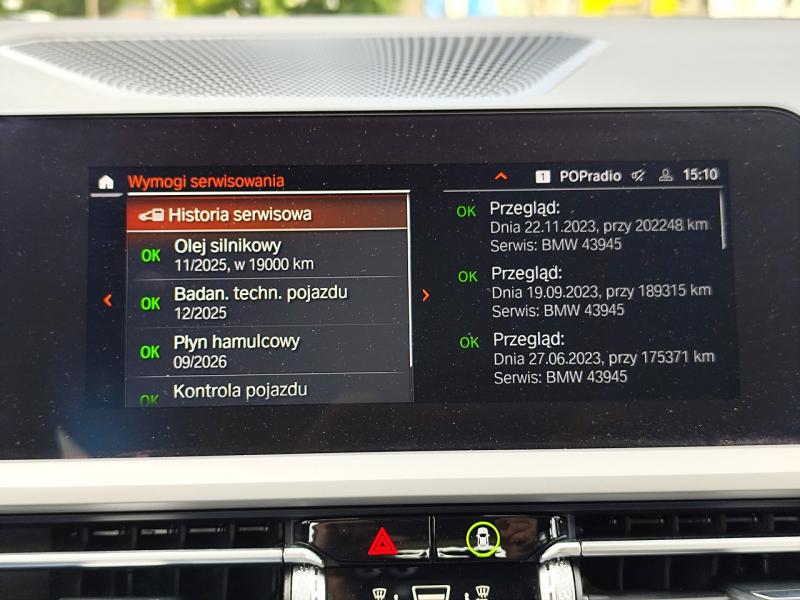 Wymogi serwisowania
1 POPradio 15:10
Historia serwisowa
OK Olej silnikowy
11/2025, w 19000 km
OK Badan. techn. pojazdu
12/2025
OK Płyn hamulcowy
09/2026
OK Kontrola pojazdu
OK Przegląd:
Dnia 22.11.2023, przy 202248 km
Serwis: BMW 43945
OK Przegląd:
Dnia 19.09.2023, przy 189315 km
Serwis: BMW 43945
OK Przegląd:
Dnia 27.06.2023, przy 175371 km
Serwis: BMW 43945